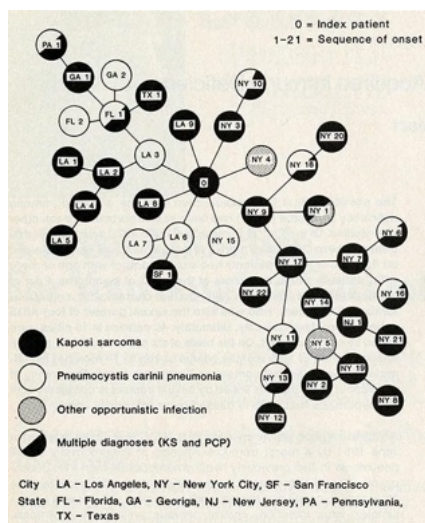 0 = Index patient
1-21 = Sequence of onset
PA 1
GA 1
GA 2
TX 1
FL 2
FL 1
LA 9
NY 3
NY 10
NY 4
NY 20
NY 18
LA 1
LA 2
LA 3
0
LA 8
NY 9
NY 1
LA 4
LA 5
LA 7
LA 6
NY 15
SF 1
NY 17
NY 7
NY 6
NY 16
NY 22
NY 14
NJ 1
NY 21
NY 11
NY 5
NY 13
NY 2
NY 19
NY 8
NY 12
Kaposi sarcoma
Pneumocystis carinii pneumonia
Other opportunistic infection
Multiple diagnoses (KS and PCP)
City LA - Los Angeles, NY - New York City, SF - San Francisco
State FL - Florida, GA - Georiga, NJ - New Jersey, PA - Pennsylvania,
TX - Texas